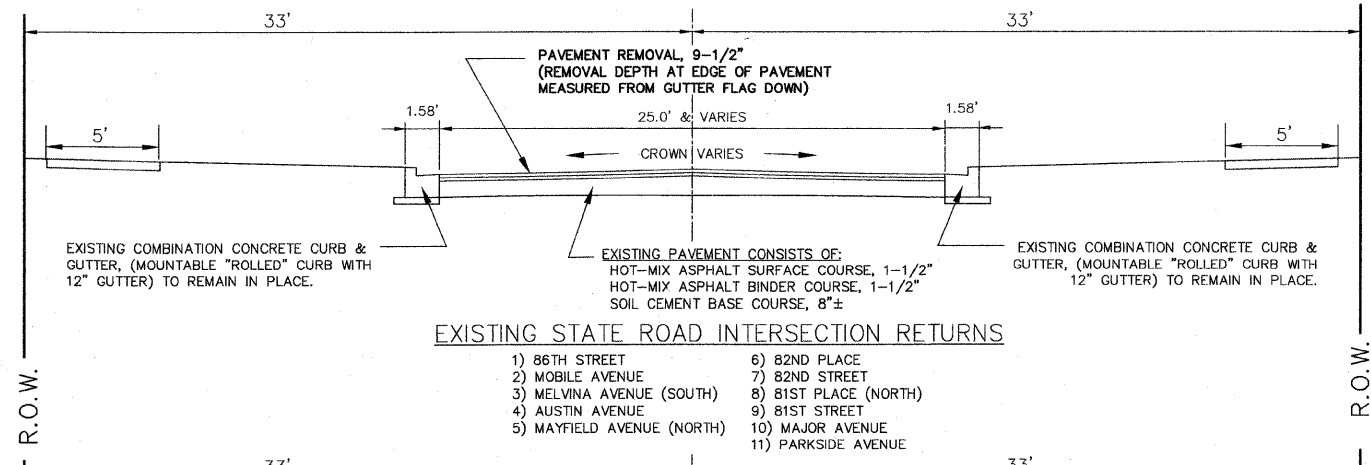 33'
33'
PAVEMENT REMOVAL, 9-1/2"
(REMOVAL DEPTH AT EDGE OF PAVEMENT
MEASURED FROM GUTTER FLAG DOWN)
1.58'
25.0' & VARIES
1.58'
5'
5'
CROWN VARIES
EXISTING COMBINATION CONCRETE CURB &
GUTTER, (MOUNTABLE "ROLLED" CURB WITH
12" GUTTER) TO REMAIN IN PLACE.
EXISTING PAVEMENT CONSISTS OF:
HOT-MIX ASPHALT SURFACE COURSE, 1-1/2"
HOT-MIX ASPHALT BINDER COURSE, 1-1/2"
SOIL CEMENT BASE COURSE, 8"±
EXISTING COMBINATION CONCRETE CURB &
GUTTER, (MOUNTABLE "ROLLED" CURB WITH
12" GUTTER) TO REMAIN IN PLACE.
EXISTING STATE ROAD INTERSECTION RETURNS
1) 86TH STREET
2) MOBILE AVENUE
3) MELVINA AVENUE (SOUTH)
4) AUSTIN AVENUE
5) MAYFIELD AVENUE (NORTH)
6) 82ND PLACE
7) 82ND STREET
8) 81ST PLACE (NORTH)
9) 81ST STREET
10) MAJOR AVENUE
11) PARKSIDE AVENUE
R.O.W.
R.O.W.
33'
33'